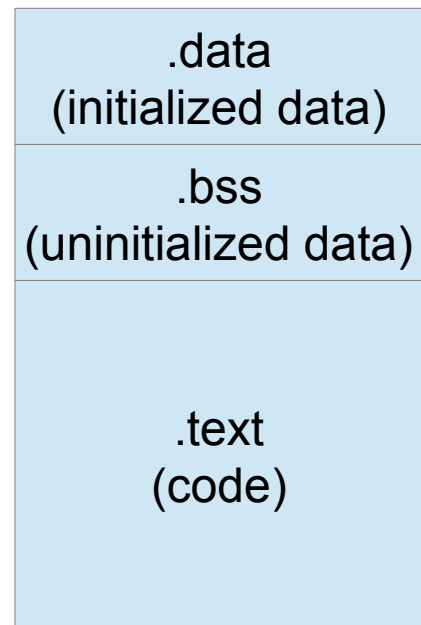 .data
(initialized data)
.bss
(uninitialized data)
.text
(code)